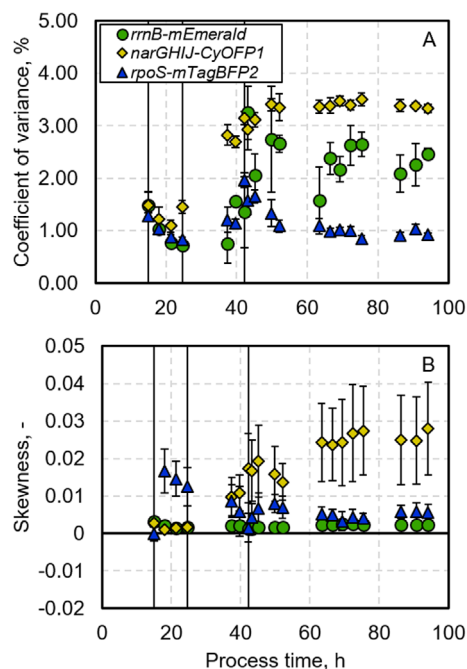 rrnB-mEmerald
A
narGHIJ-CyOFP1
rpoS-mTagBFP2
Coefficient of variance, %
5.00
4.00
3.00
2.00
1.00
0.00
0 20 40 60 80 100
B
Skewness, -
0.05
0.04
0.03
0.02
0.01
0
-0.01
-0.02
0 20 40 60 80 100
Process time, h